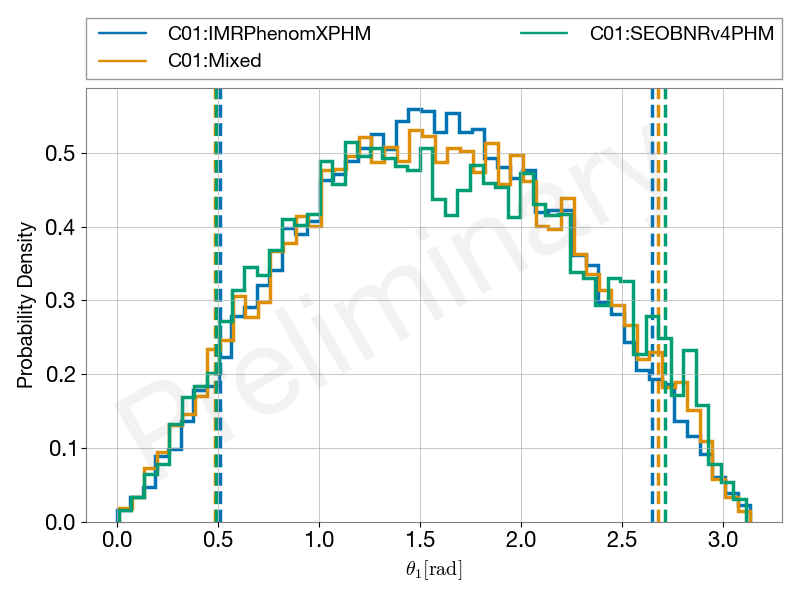 C01:IMRPhenomXPHM
C01:Mixed
C01:SEOBNRv4PHM
Probability Density
0.5
0.4
0.3
0.2
0.1
0.0
Preliminary
0.0 0.5 1.0 1.5 2.0 2.5 3.0
θ₁[rad]